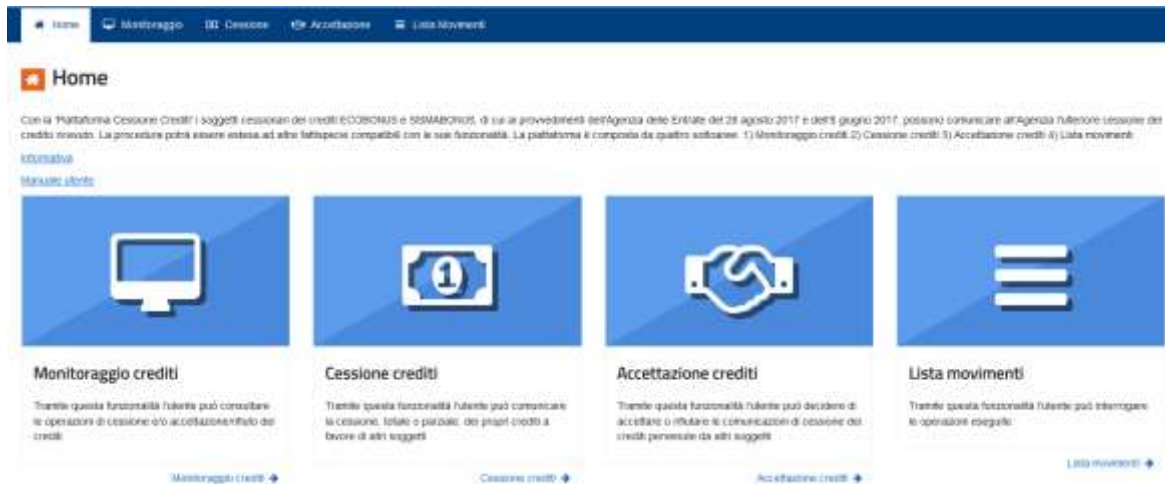 Home Monitoraggio Cessione Accettazione Lista Movimenti
Home
Con la "Piattaforma Cessione Crediti" i soggetti cessionari dei crediti ECOBONUS e SISMABONUS, di cui ai provvedimenti dell'Agenzia delle Entrate del 28 agosto 2017 e dell'8 giugno 2017, possono comunicare all'Agenzia l'ulteriore cessione del
credito ricevuto. La procedura potrà essere estesa ad altre fattispecie compatibili con le sue funzionalità. La piattaforma è composta da quattro sottoaree: 1) Monitoraggio crediti 2) Cessione crediti 3) Accettazione crediti 4) Lista movimenti
Informativa
Manuale utente
1
Monitoraggio crediti
Tramite questa funzionalità l'utente può consultare
le operazioni di cessione e/o accettazione/rifiuto dei
crediti
Monitoraggio crediti
Cessione crediti
Tramite questa funzionalità l'utente può comunicare
la cessione, totale o parziale, dei propri crediti a
favore di altri soggetti
Cessione crediti
Accettazione crediti
Tramite questa funzionalità l'utente può decidere di
accettare o rifiutare le comunicazioni di cessione dei
crediti pervenute da altri soggetti
Accettazione crediti
Lista movimenti
Tramite questa funzionalità l'utente può interrogare
le operazioni eseguite
Lista movimenti